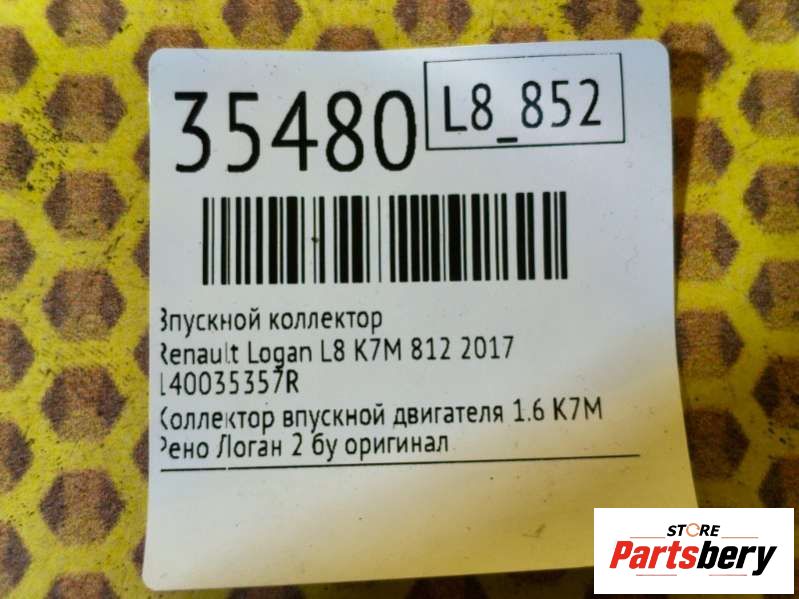 35480
L8_852
Впускной коллектор
Renault Logan L8 K7M 812 2017
140035357R
Коллектор впускной двигателя 1.6 K7M
Рено Логан 2 бу оригинал
STORE
Partsbery